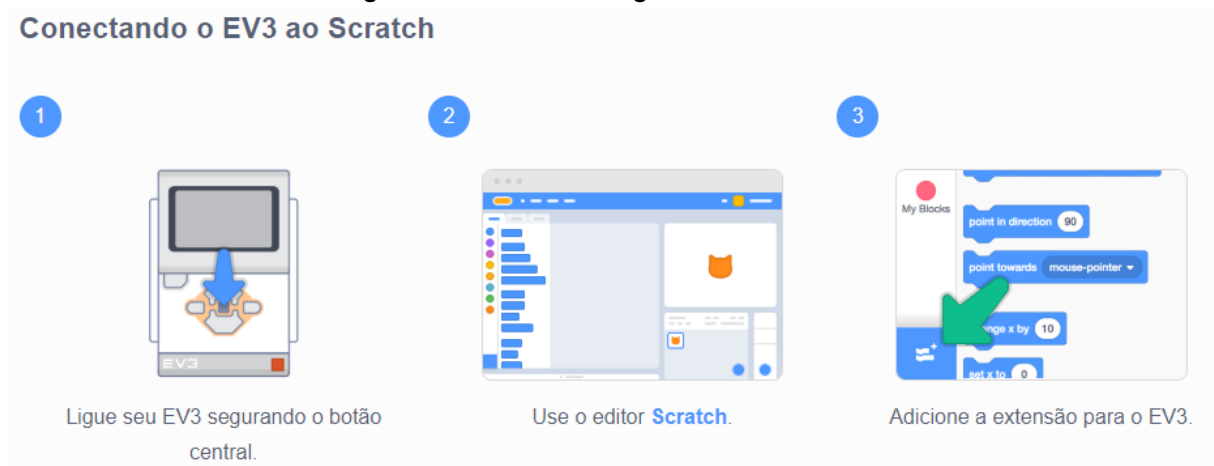 Conectando o EV3 ao Scratch
1
2
3
EV3
My Blocks
point in direction 90
point towards mouse-pointer
ange x by 10
set x to 0
Ligue seu EV3 segurando o botão
central.
Use o editor Scratch.
Adicione a extensão para o EV3.